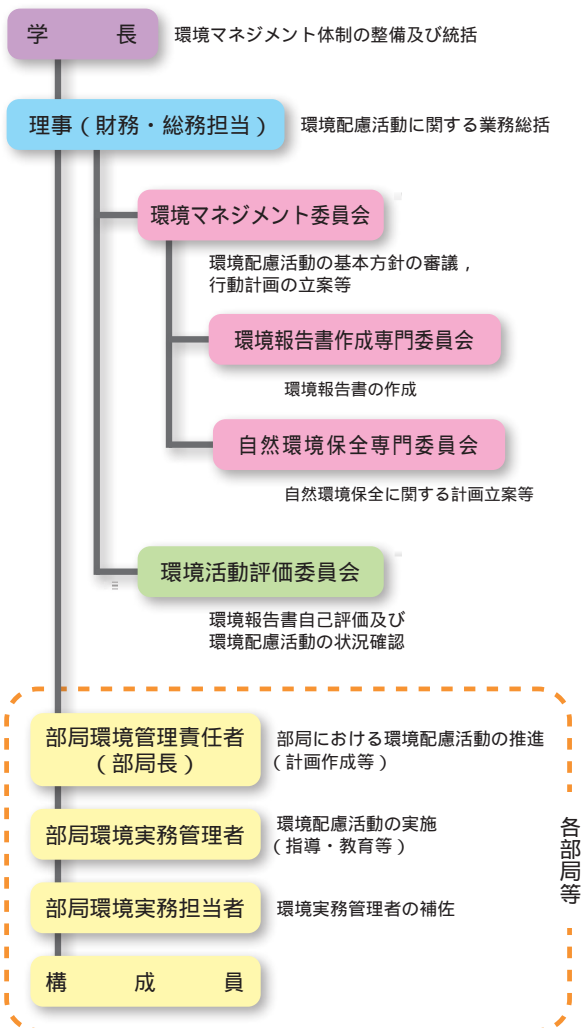 学　　　長
環境マネジメント体制の整備及び統括
理事(財務・総務担当)
環境配慮活動に関する業務総括
環境マネジメント委員会
環境配慮活動の基本方針の審議，
行動計画の立案等
環境報告書作成専門委員会
環境報告書の作成
自然環境保全専門委員会
自然環境保全に関する計画立案等
環境活動評価委員会
環境報告書自己評価及び
環境配慮活動の状況確認
部局環境管理責任者
(部局長)
部局における環境配慮活動の推進
(計画作成等)
部局環境実務管理者
環境配慮活動の実施
(指導・教育等)
各部局等
部局環境実務担当者
環境実務管理者の補佐
構　　成　　員